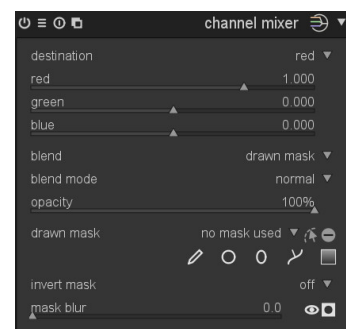 channel mixer
destination red
red 1.000
green 0.000
blue 0.000
blend drawn mask
blend mode normal
opacity 100%
drawn mask no mask used
invert mask off
mask blur 0.0